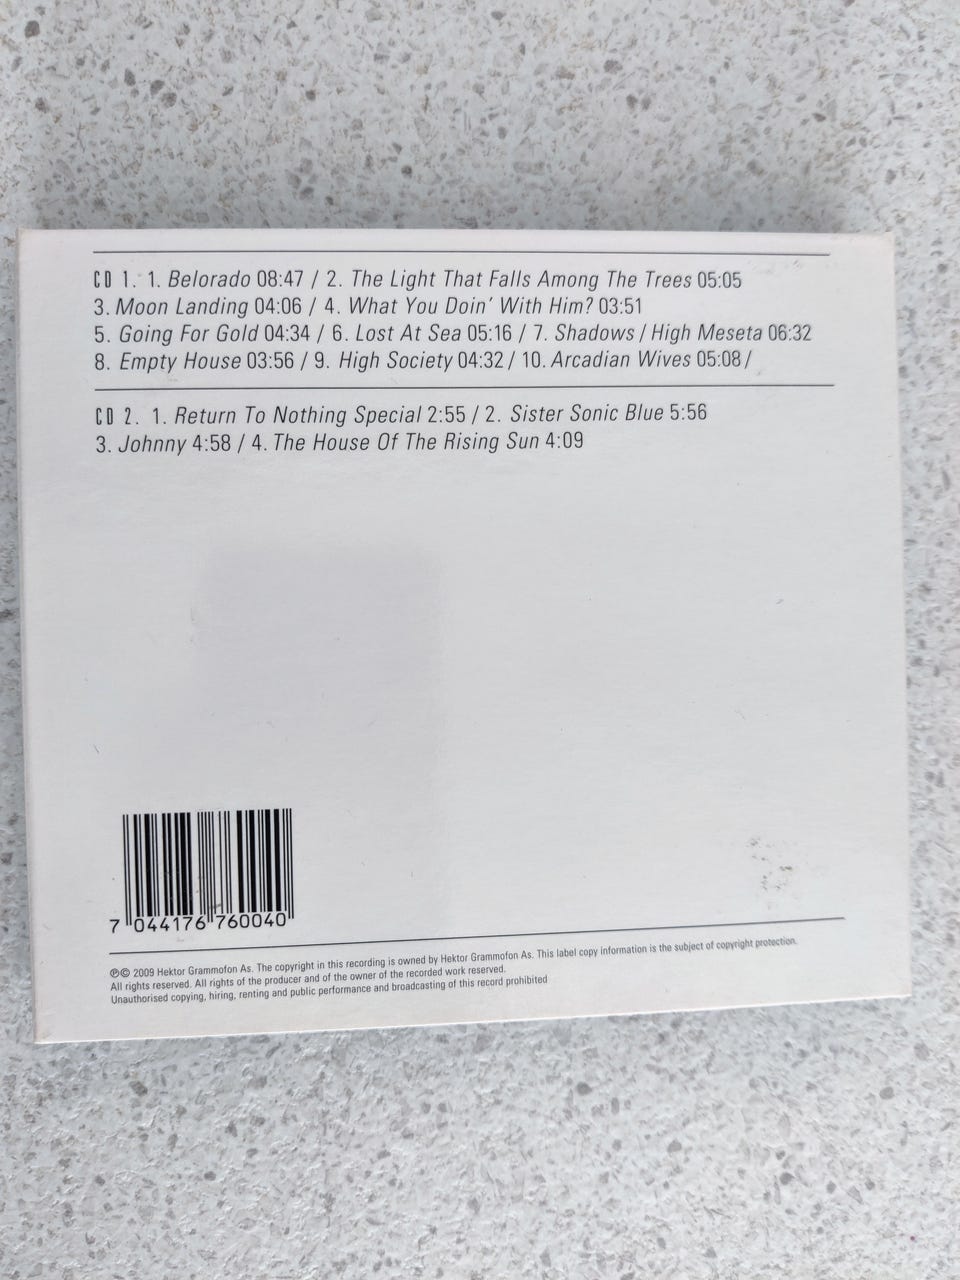 CD 1. 1. Belorado 08:47 / 2. The Light That Falls Among The Trees 05:05
3. Moon Landing 04:06 / 4. What You Doin' With Him? 03:51
5. Going For Gold 04:34 / 6. Lost At Sea 05:16 / 7. Shadows / High Meseta 06:32
8. Empty House 03:56 / 9. High Society 04:32 / 10. Arcadian Wives 05:08 /
CD 2. 1. Return To Nothing Special 2:55 / 2. Sister Sonic Blue 5:56
3. Johnny 4:58 / 4. The House Of The Rising Sun 4:09
7 044176 760040
℗© 2009 Hektor Grammofon As. The copyright in this recording is owned by Hektor Grammofon As. This label copy information is the subject of copyright protection.
All rights reserved. All rights of the producer and of the owner of the recorded work reserved.
Unauthorised copying, hiring, renting and public performance and broadcasting of this record prohibited